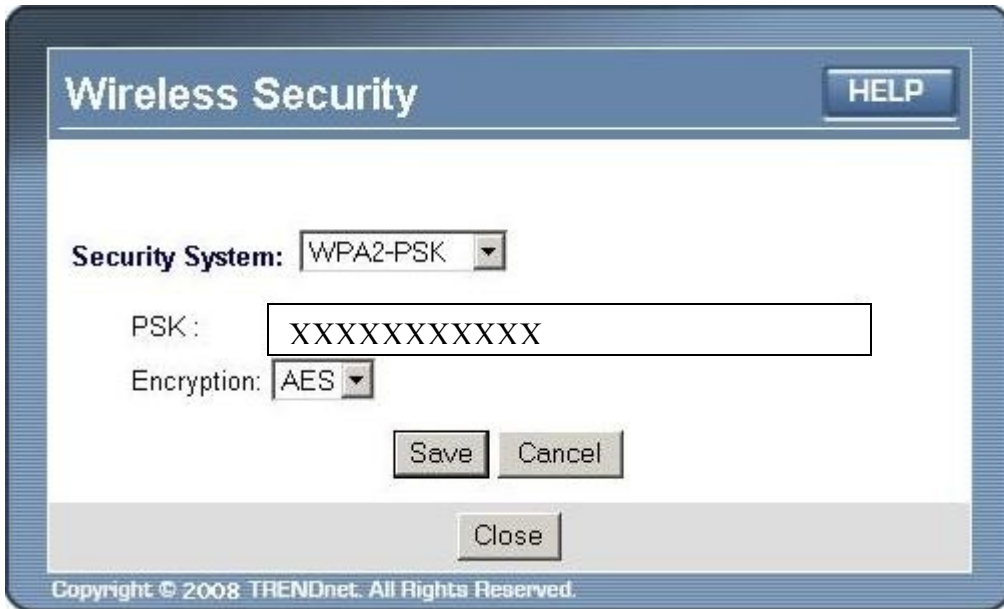 Wireless Security
HELP
Security System: WPA2-PSK
PSK : XXXXXXXXXXX
Encryption: AES
Save Cancel
Close
Copyright © 2008 TRENDnet. All Rights Reserved.